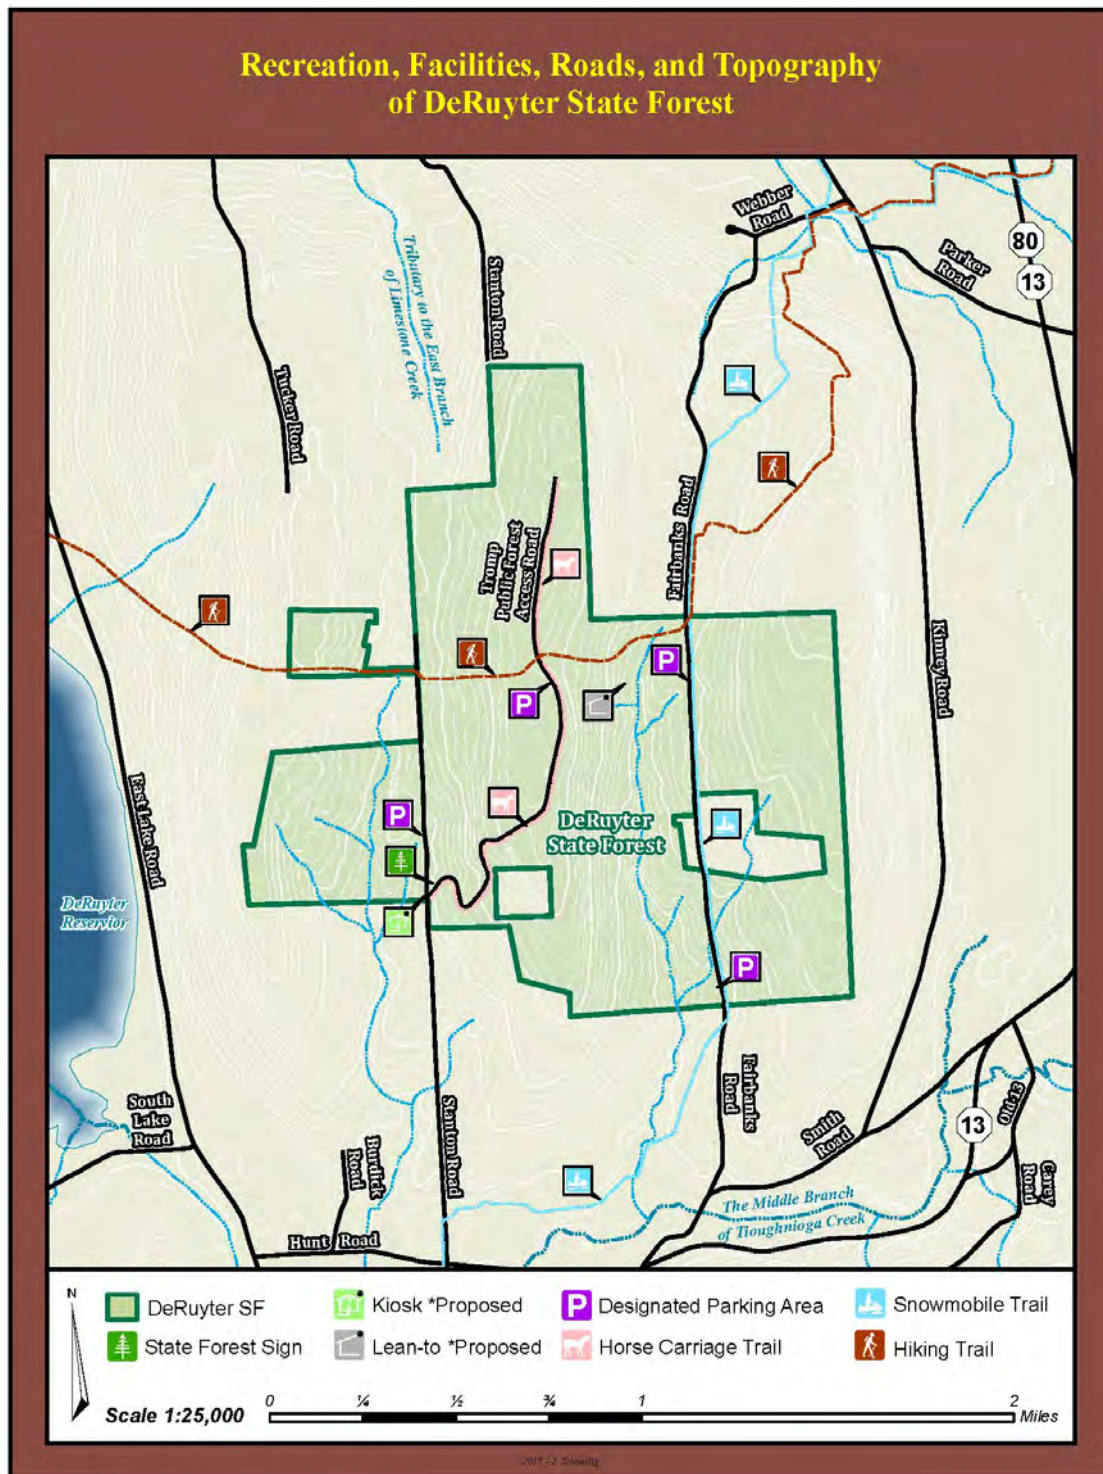 Recreation, Facilities, Roads, and Topography
of DeRuyter State Forest
Webber
Road
80
13
Parker
Road
Tributary to the East Branch
of Limestone Creek
Stanton Road
Tucker Road
Fairbanks Road
Tromp
Public Forest
Access Road
Kinney Road
P
P
P
East Lake Road
DeRuyter
State Forest
DeRuyter
Reservior
P
Fairbanks
Road
South
Lake
Road
Stanton Road
Burdick
Road
Smith
Road
13
Old 13
Carey
Road
The Middle Branch
of Tioughnioga Creek
Hunt Road
N
DeRuyter SF
Kiosk *Proposed
P
Designated Parking Area
Snowmobile Trail
State Forest Sign
Lean-to *Proposed
Horse Carriage Trail
Hiking Trail
Scale 1:25,000
0 ¼ ½ ¾ 1 2
Miles